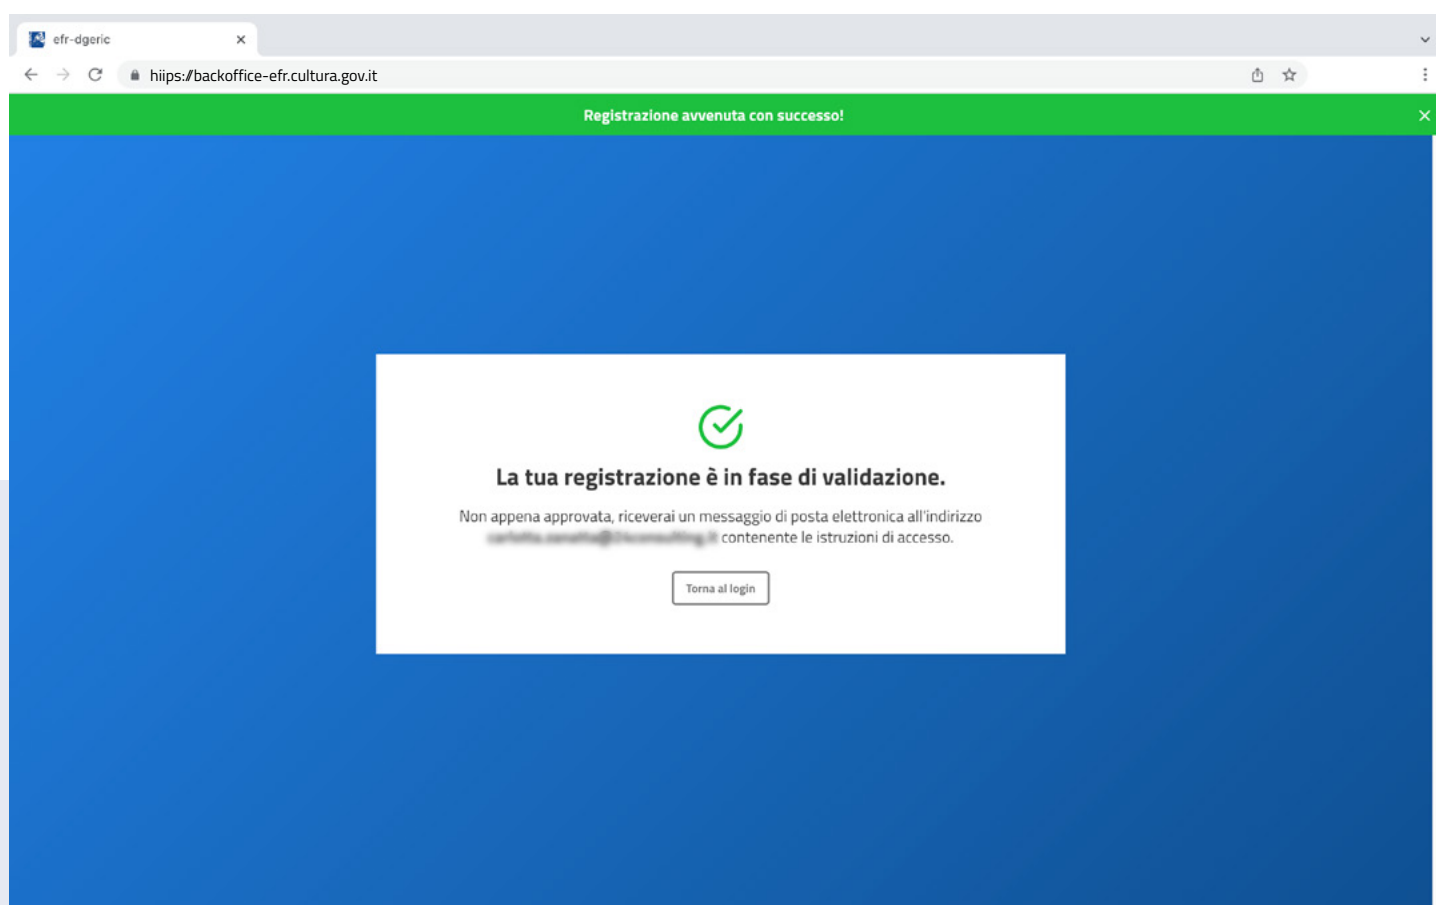 efr-dgeric
hiips://backoffice-efr.cultura.gov.it
Registrazione avvenuta con successo!
La tua registrazione è in fase di validazione.
Non appena approvata, riceverai un messaggio di posta elettronica all'indirizzo
contenente le istruzioni di accesso.
Torna al login